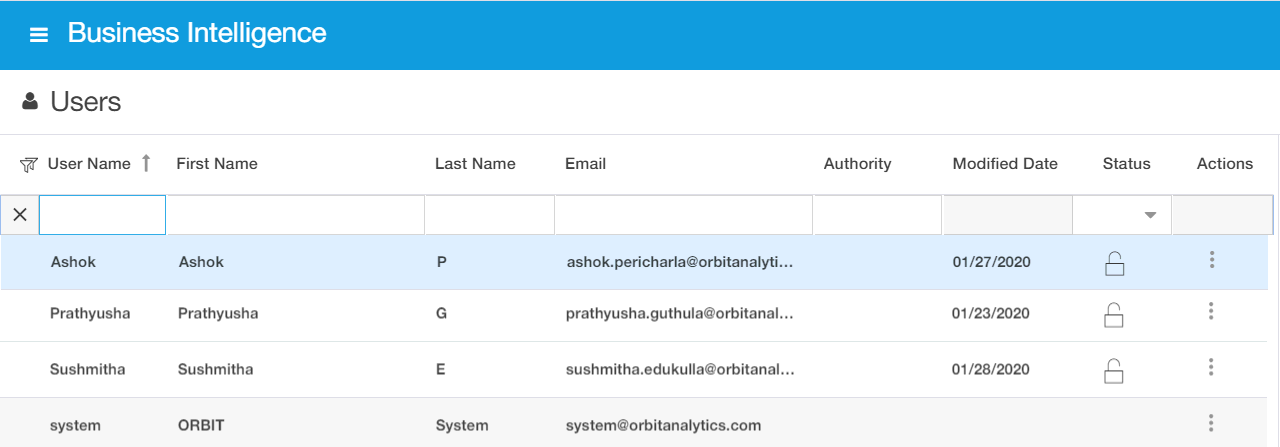 Business Intelligence
Users
User Name First Name Last Name Email Authority Modified Date Status Actions
Ashok Ashok P ashok.pericharla@orbitanalyti... 01/27/2020
Prathyusha Prathyusha G prathyusha.guthula@orbitanal... 01/23/2020
Sushmitha Sushmitha E sushmitha.edukulla@orbitanal... 01/28/2020
system ORBIT System system@orbitanalytics.com